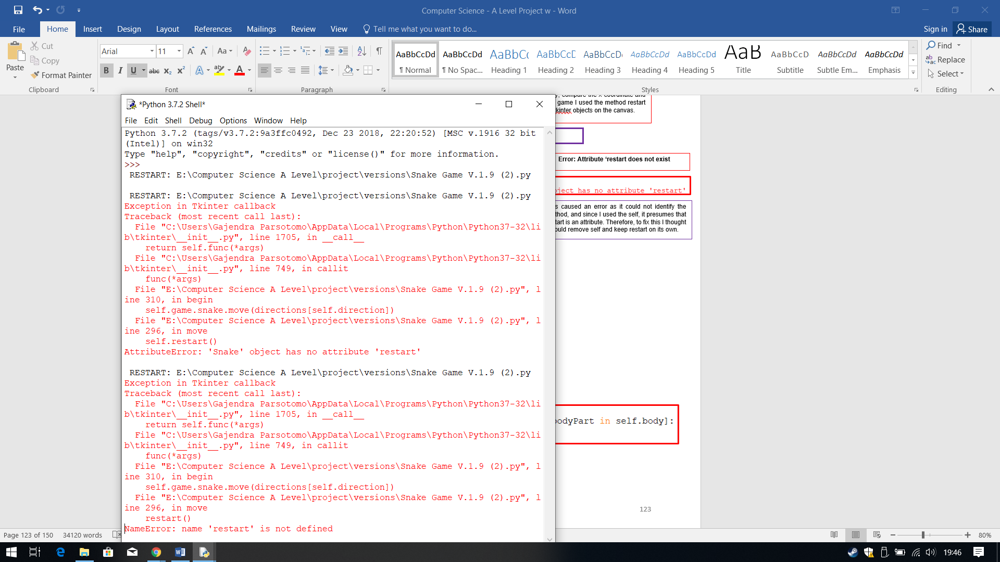 Computer Science - A Level Project w - Word
File Home Insert Design Layout References Mailings Review View Tell me what you want to do... Sign in Share
Paste
Cut
Copy
Format Painter
Clipboard
Arial 11
Font
Paragraph
AaBbCcDd ¶ Normal
AaBbCcDd ¶ No Spac...
AaBbCc Heading 1
AaBbCcD Heading 2
AaBbCcDd Heading 3
AaBbCcDd Heading 4
AaBbCcDd Heading 5
AaB Title
AaBbCcD Subtitle
AaBbCcDd Subtle Em...
AaBbCcDd Emphasis
Styles
Find
Replace
Select
Editing
*Python 3.7.2 Shell*
File Edit Shell Debug Options Window Help
Python 3.7.2 (tags/v3.7.2:9a3ffc0492, Dec 23 2018, 22:20:52) [MSC v.1916 32 bit
(Intel)] on win32
Type "help", "copyright", "credits" or "license()" for more information.
>>>
RESTART: E:\Computer Science A Level\project\versions\Snake Game V.1.9 (2).py
RESTART: E:\Computer Science A Level\project\versions\Snake Game V.1.9 (2).py
Exception in Tkinter callback
Traceback (most recent call last):
File "C:\Users\Gajendra Parsotomo\AppData\Local\Programs\Python\Python37-32\li
b\tkinter\__init__.py", line 1705, in __call__
return self.func(*args)
File "C:\Users\Gajendra Parsotomo\AppData\Local\Programs\Python\Python37-32\li
b\tkinter\__init__.py", line 749, in callit
func(*args)
File "E:\Computer Science A Level\project\versions\Snake Game V.1.9 (2).py", l
ine 310, in begin
self.game.snake.move(directions[self.direction])
File "E:\Computer Science A Level\project\versions\Snake Game V.1.9 (2).py", l
ine 296, in move
self.restart()
AttributeError: 'Snake' object has no attribute 'restart'
RESTART: E:\Computer Science A Level\project\versions\Snake Game V.1.9 (2).py
Exception in Tkinter callback
Traceback (most recent call last):
File "C:\Users\Gajendra Parsotomo\AppData\Local\Programs\Python\Python37-32\li
b\tkinter\__init__.py", line 1705, in __call__
return self.func(*args)
File "C:\Users\Gajendra Parsotomo\AppData\Local\Programs\Python\Python37-32\li
b\tkinter\__init__.py", line 749, in callit
func(*args)
File "E:\Computer Science A Level\project\versions\Snake Game V.1.9 (2).py", l
ine 310, in begin
self.game.snake.move(directions[self.direction])
File "E:\Computer Science A Level\project\versions\Snake Game V.1.9 (2).py", l
ine 296, in move
restart()
NameError: name 'restart' is not defined
compare the x coordinate and
game I used the method restart
kinter objects on the canvas.
Error: Attribute ‘restart does not exist
ject has no attribute 'restart'
s caused an error as it could not identify the
thod, and since I used the self, it presumes that
tart is an attribute. Therefore, to fix this I thought
ould remove self and keep restart on its own.
bodyPart in self.body]:
123
Page 123 of 150 34120 words 80%
19:46